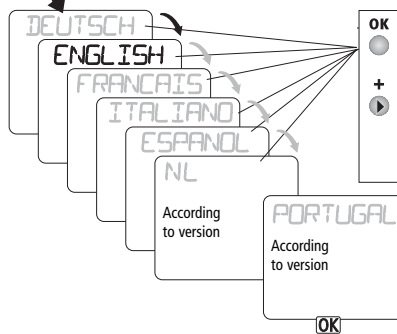 DEUTSCH
OK
ENGLISH
FRANCAIS
+
ITALIANO
ESPANOL
NL
According
to version
PORTUGAL
According
to version
OK